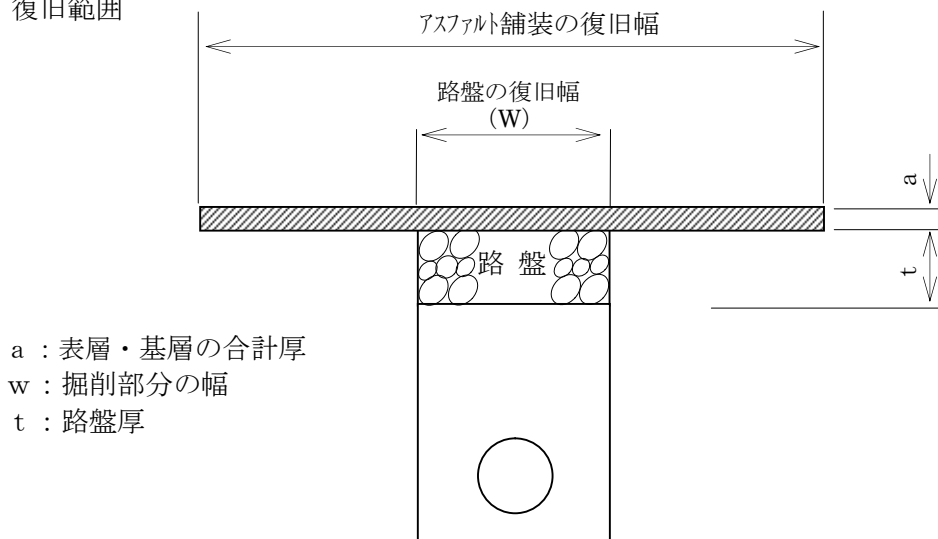 復旧範囲
アスファルト舗装の復旧幅
路盤の復旧幅
(W)
a
路 盤
t
a :表層・基層の合計厚
w :掘削部分の幅
t :路盤厚